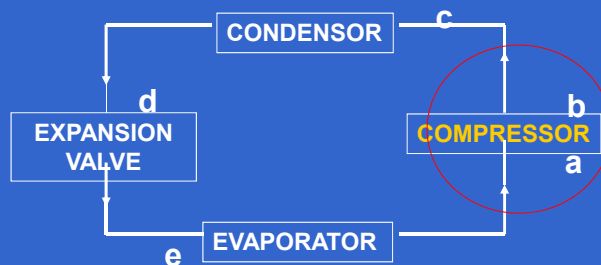 c
CONDENSOR
d
b
EXPANSION
VALVE
COMPRESSOR
a
EVAPORATOR
e